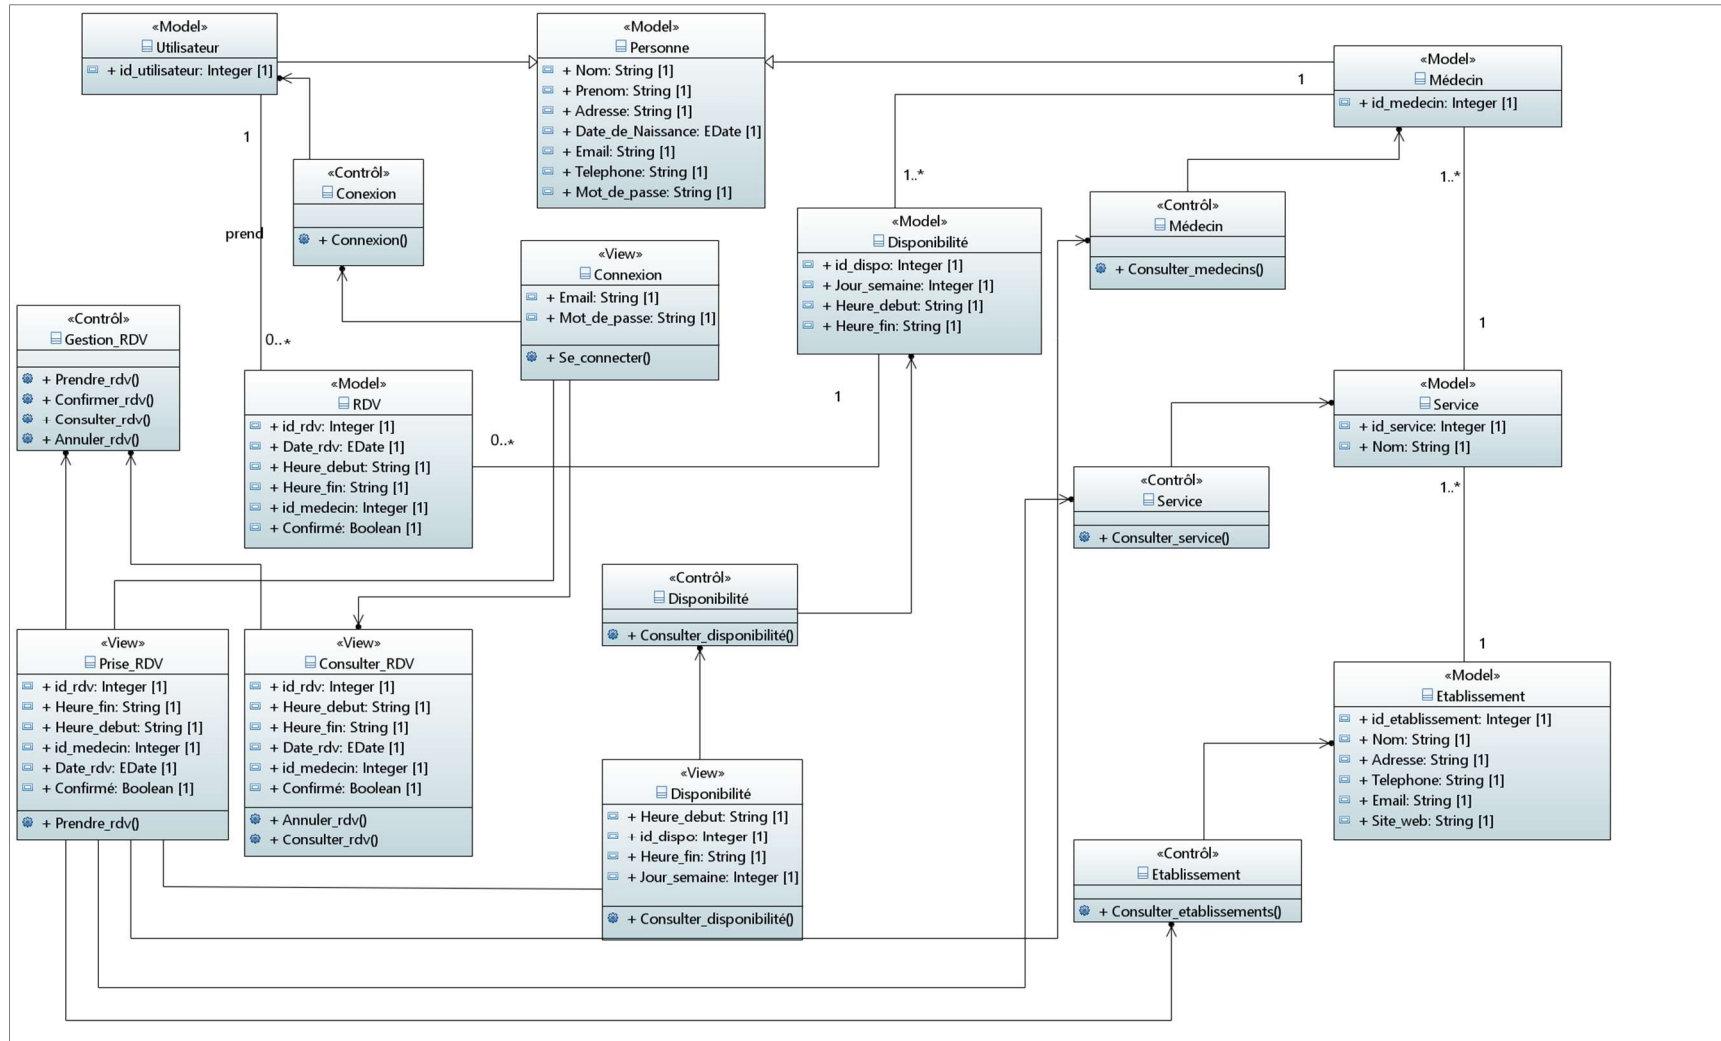 «Model»
Utilisateur
+ id_utilisateur: Integer [1]
«Model»
Personne
+ Nom: String [1]
+ Prenom: String [1]
+ Adresse: String [1]
+ Date_de_Naissance: EDate [1]
+ Email: String [1]
+ Telephone: String [1]
+ Mot_de_passe: String [1]
«Model»
Médecin
+ id_medecin: Integer [1]
1
1
1..*
1..*
prend
«Contrôl»
Conexion
+ Connexion()
«View»
Connexion
+ Email: String [1]
+ Mot_de_passe: String [1]
+ Se_connecter()
«Model»
Disponibilité
+ id_dispo: Integer [1]
+ Jour_semaine: Integer [1]
+ Heure_debut: String [1]
+ Heure_fin: String [1]
«Contrôl»
Médecin
+ Consulter_medecins()
«Contrôl»
Gestion_RDV
+ Prendre_rdv()
+ Confirmer_rdv()
+ Consulter_rdv()
+ Annuler_rdv()
0..*
1
«Model»
RDV
+ id_rdv: Integer [1]
+ Date_rdv: EDate [1]
+ Heure_debut: String [1]
+ Heure_fin: String [1]
+ id_medecin: Integer [1]
+ Confirmé: Boolean [1]
0..*
1
«Model»
Service
+ id_service: Integer [1]
+ Nom: String [1]
1..*
«Contrôl»
Service
+ Consulter_service()
«Contrôl»
Disponibilité
+ Consulter_disponibilité()
1
«View»
Prise_RDV
+ id_rdv: Integer [1]
+ Heure_fin: String [1]
+ Heure_debut: String [1]
+ id_medecin: Integer [1]
+ Date_rdv: EDate [1]
+ Confirmé: Boolean [1]
+ Prendre_rdv()
«View»
Consulter_RDV
+ id_rdv: Integer [1]
+ Heure_debut: String [1]
+ Heure_fin: String [1]
+ Date_rdv: EDate [1]
+ id_medecin: Integer [1]
+ Confirmé: Boolean [1]
+ Annuler_rdv()
+ Consulter_rdv()
«View»
Disponibilité
+ Heure_debut: String [1]
+ id_dispo: Integer [1]
+ Heure_fin: String [1]
+ Jour_semaine: Integer [1]
+ Consulter_disponibilité()
«Model»
Etablissement
+ id_etablissement: Integer [1]
+ Nom: String [1]
+ Adresse: String [1]
+ Telephone: String [1]
+ Email: String [1]
+ Site_web: String [1]
«Contrôl»
Etablissement
+ Consulter_etablissements()